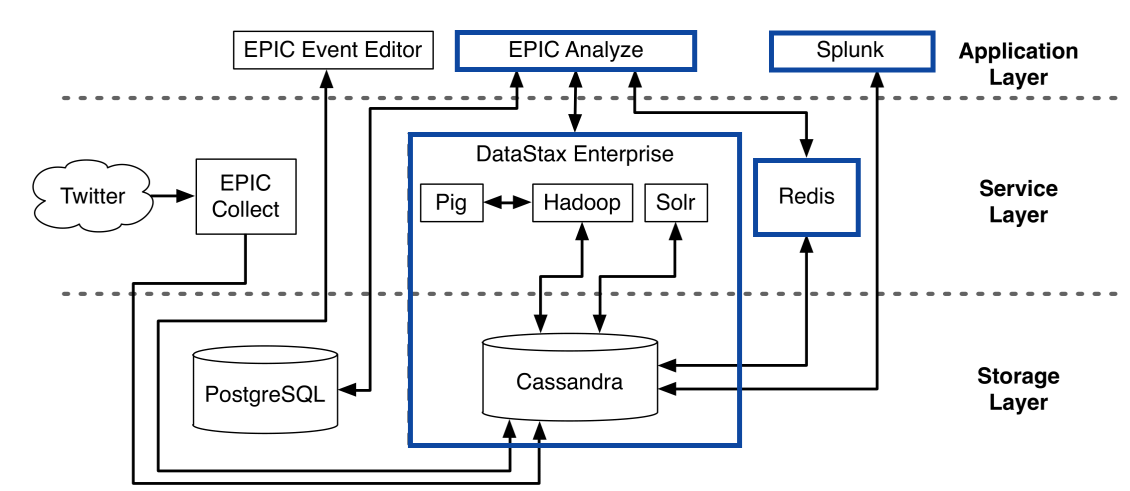 EPIC Event Editor
EPIC Analyze
Splunk
Application
Layer
DataStax Enterprise
Twitter
EPIC
Collect
Pig
Hadoop
Solr
Redis
Service
Layer
PostgreSQL
Cassandra
Storage
Layer